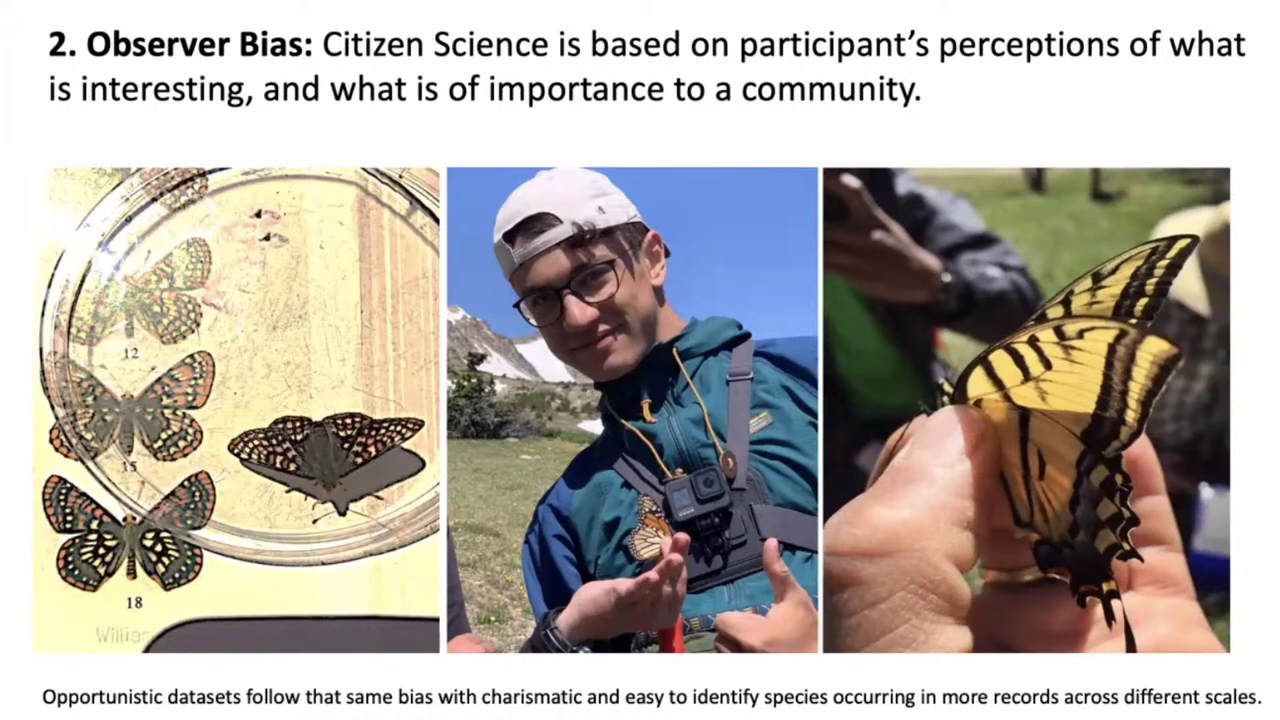 2. Observer Bias: Citizen Science is based on participant's perceptions of what
is interesting, and what is of importance to a community.
12
15
18
Opportunistic datasets follow that same bias with charismatic and easy to identify species occurring in more records across different scales.